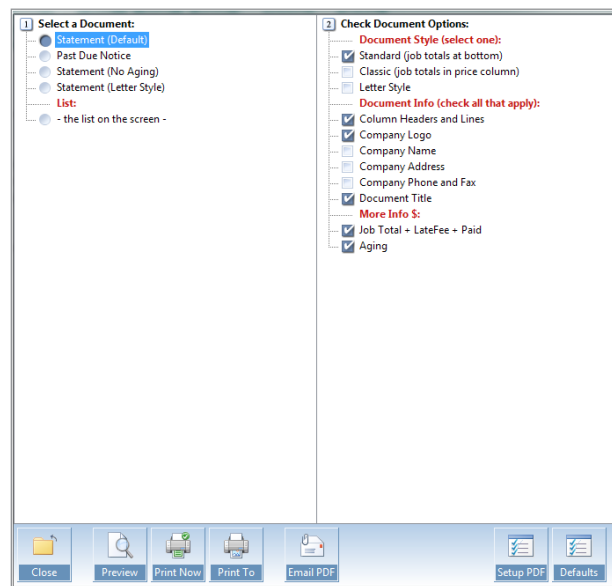 1 Select a Document:
Statement (Default)
Past Due Notice
Statement (No Aging)
Statement (Letter Style)
List:
- the list on the screen -
2 Check Document Options:
Document Style (select one):
Standard (job totals at bottom)
Classic (job totals in price column)
Letter Style
Document Info (check all that apply):
Column Headers and Lines
Company Logo
Company Name
Company Address
Company Phone and Fax
Document Title
More Info $:
Job Total + LateFee + Paid
Aging
Close Preview Print Now Print To Email PDF Setup PDF Defaults